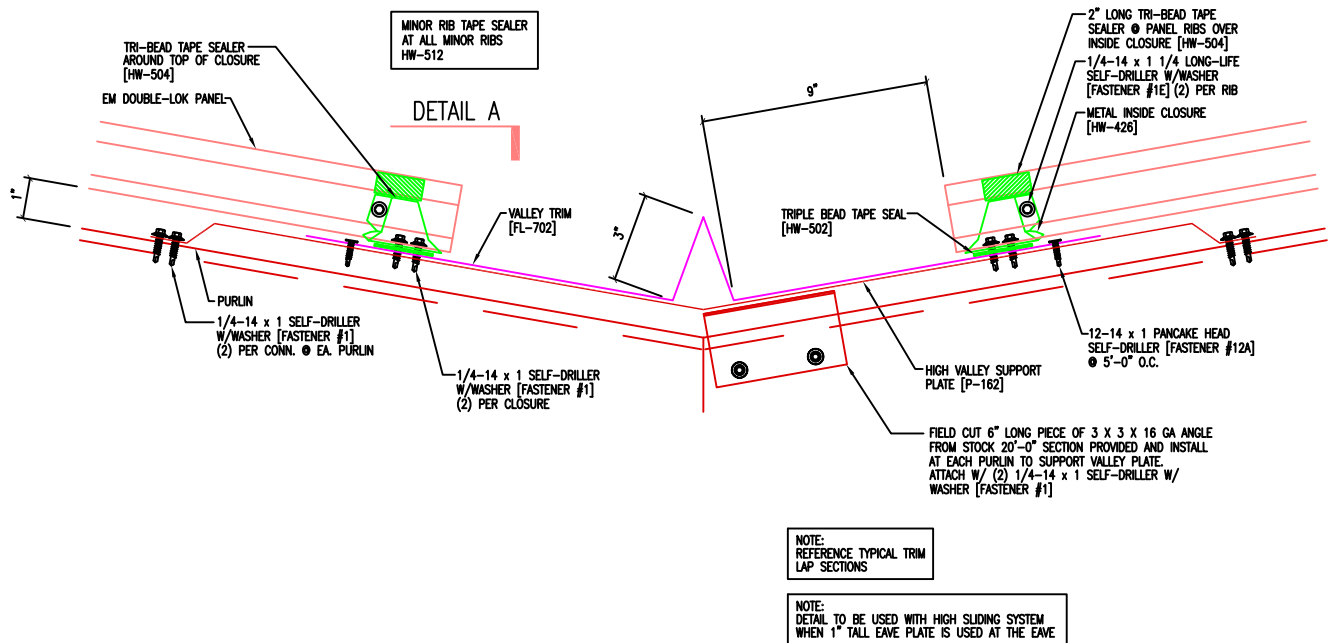 MINOR RIB TAPE SEALER
AT ALL MINOR RIBS
HW-512
TRI-BEAD TAPE SEALER
AROUND TOP OF CLOSURE
[HW-504]
EM DOUBLE-LOK PANEL
DETAIL A
9"
2" LONG TRI-BEAD TAPE
SEALER @ PANEL RIBS OVER
INSIDE CLOSURE [HW-504]
1/4-14 x 1 1/4 LONG-LIFE
SELF-DRILLER W/WASHER
[FASTENER #1E] (2) PER RIB
METAL INSIDE CLOSURE
[HW-426]
1"
VALLEY TRIM
[FL-702]
3"
TRIPLE BEAD TAPE SEAL
[HW-502]
PURLIN
1/4-14 x 1 SELF-DRILLER
W/WASHER [FASTENER #1]
(2) PER CONN. @ EA. PURLIN
1/4-14 x 1 SELF-DRILLER
W/WASHER [FASTENER #1]
(2) PER CLOSURE
12-14 x 1 PANCAKE HEAD
SELF-DRILLER [FASTENER #12A]
@ 5'-0" O.C.
HIGH VALLEY SUPPORT
PLATE [P-162]
FIELD CUT 6" LONG PIECE OF 3 X 3 X 16 GA ANGLE
FROM STOCK 20'-0" SECTION PROVIDED AND INSTALL
AT EACH PURLIN TO SUPPORT VALLEY PLATE.
ATTACH W/ (2) 1/4-14 x 1 SELF-DRILLER W/
WASHER [FASTENER #1]
NOTE:
REFERENCE TYPICAL TRIM
LAP SECTIONS
NOTE:
DETAIL TO BE USED WITH HIGH SLIDING SYSTEM
WHEN 1" TALL EAVE PLATE IS USED AT THE EAVE